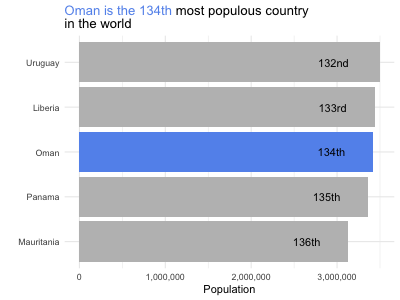 Oman is the 134th most populous country
in the world
Uruguay
132nd
Liberia
133rd
Oman
134th
Panama
135th
Mauritania
136th
0 1,000,000 2,000,000 3,000,000
Population